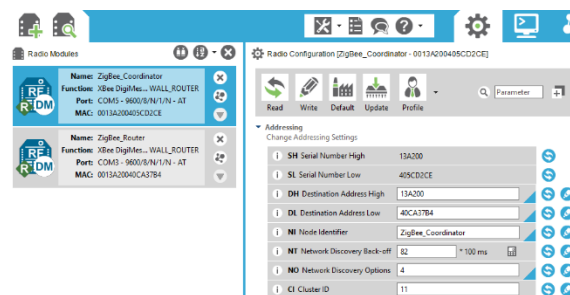 Radio Modules
Name: ZigBee_Coordinator
Function: XBee DigiMes... WALL_ROUTER
Port: COM5 - 9600/8/N/1/N - AT
MAC: 0013A200405CD2CE
RF
DM
R
Name: ZigBee_Router
Function: XBee DigiMes... WALL_ROUTER
Port: COM3 - 9600/8/N/1/N - AT
MAC: 0013A20040CA37B4
RF
DM
R
Radio Configuration [ZigBee_Coordinator - 0013A200405CD2CE]
Read Write Default Update Profile
Parameter
Addressing
Change Addressing Settings
i SH Serial Number High 13A200
i SL Serial Number Low 405CD2CE
i DH Destination Address High 13A200
i DL Destination Address Low 40CA37B4
i NI Node Identifier ZigBee_Coordinator
i NT Network Discovery Back-off 82 * 100 ms
i NO Network Discovery Options 4
i CI Cluster ID 11